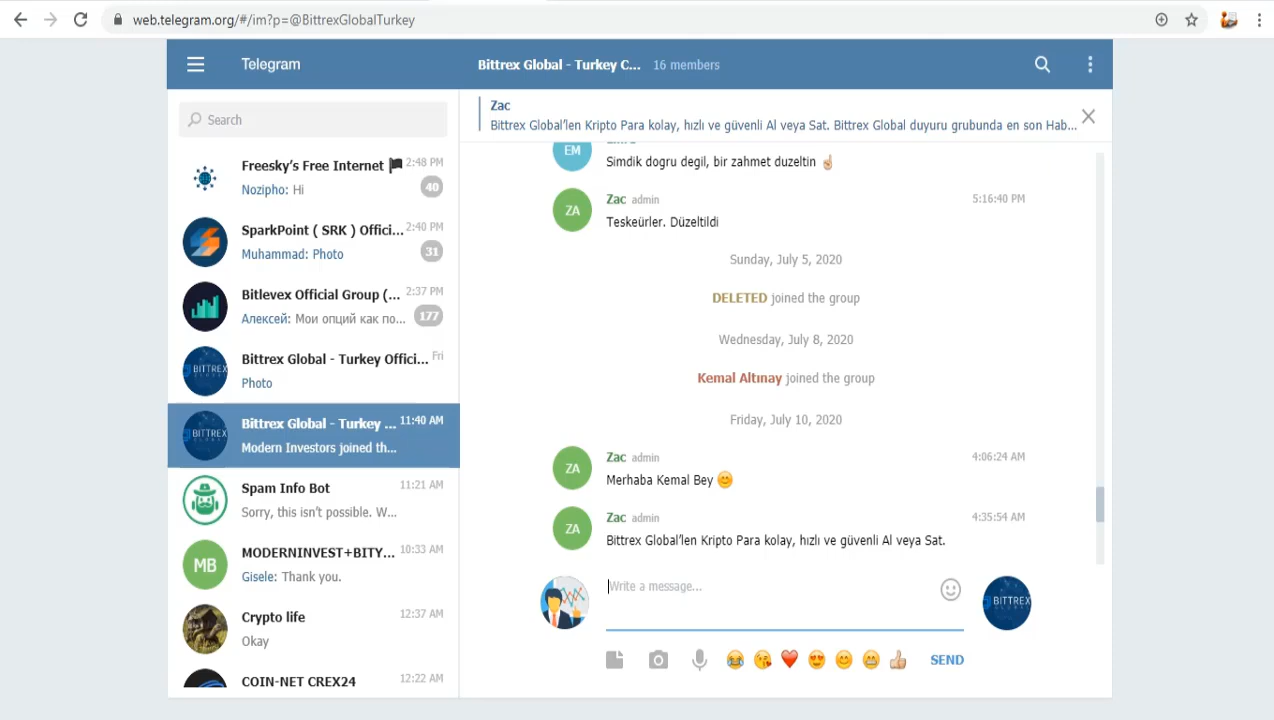 web.telegram.org/#/im?p=@BittrexGlobalTurkey
Telegram
Bittrex Global - Turkey C... 16 members
Search
Freesky's Free Internet 2:48 PM
Nozipho: Hi 40
SparkPoint ( SRK ) Offici... 2:40 PM
Muhammad: Photo 31
Bitlevex Official Group (... 2:37 PM
Алексей: Мои опций как по... 177
Bittrex Global - Turkey Offici... Fri
Photo
Bittrex Global - Turkey ... 11:40 AM
Modern Investors joined th...
Spam Info Bot 11:21 AM
Sorry, this isn't possible. W...
MB
MODERNINVEST+BITY... 10:33 AM
Gisele: Thank you.
Crypto life 12:37 AM
Okay
COIN-NET CREX24 12:22 AM
Zac
Bittrex Global'len Kripto Para kolay, hızlı ve güvenli Al veya Sat. Bittrex Global duyuru grubunda en son Hab...
EM
Simdik dogru degil, bir zahmet duzeltin
ZA
Zac admin 5:16:40 PM
Teskeürler. Düzeltildi
Sunday, July 5, 2020
DELETED joined the group
Wednesday, July 8, 2020
Kemal Altınay joined the group
Friday, July 10, 2020
ZA
Zac admin 4:06:24 AM
Merhaba Kemal Bey
ZA
Zac admin 4:35:54 AM
Bittrex Global'len Kripto Para kolay, hızlı ve güvenli Al veya Sat.
Write a message...
BITTREX
SEND